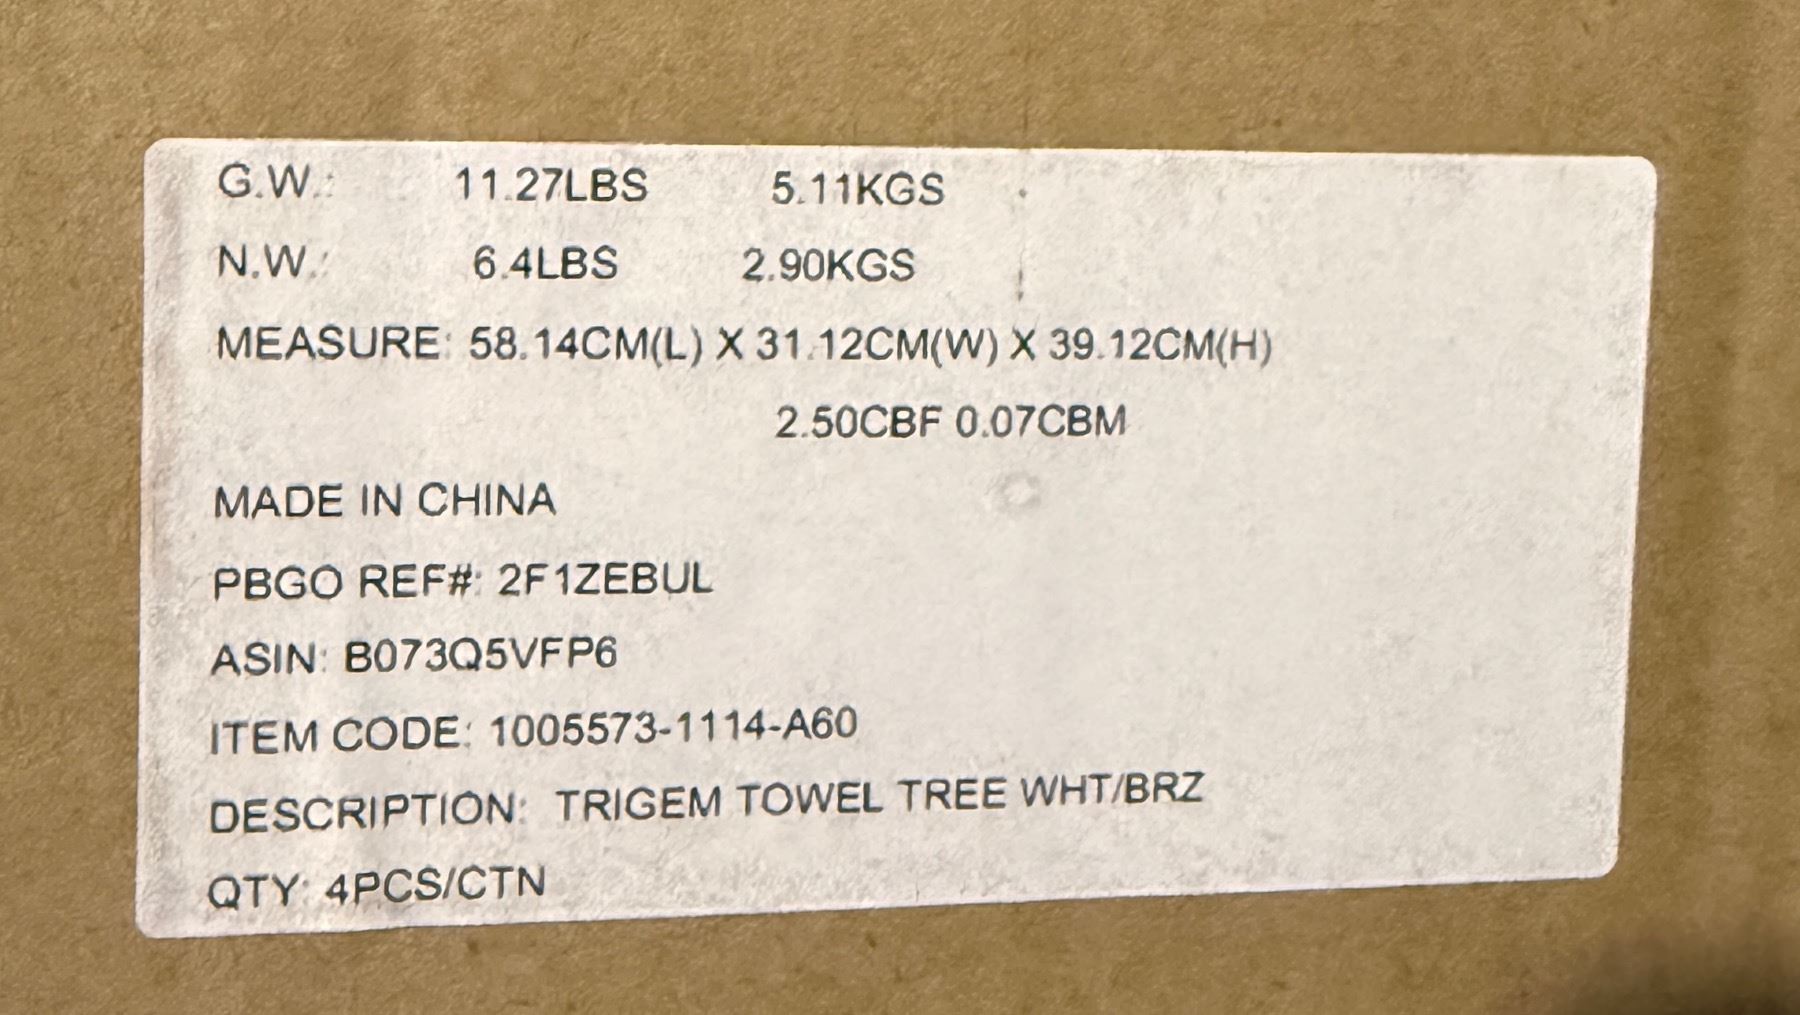 G.W.: 11.27LBS 5.11KGS
N.W.: 6.4LBS 2.90KGS
MEASURE: 58.14CM(L) X 31.12CM(W) X 39.12CM(H)
2.50CBF 0.07CBM
MADE IN CHINA
PBGO REF#: 2F1ZEBUL
ASIN: B073Q5VFP6
ITEM CODE: 1005573-1114-A60
DESCRIPTION: TRIGEM TOWEL TREE WHT/BRZ
QTY: 4PCS/CTN